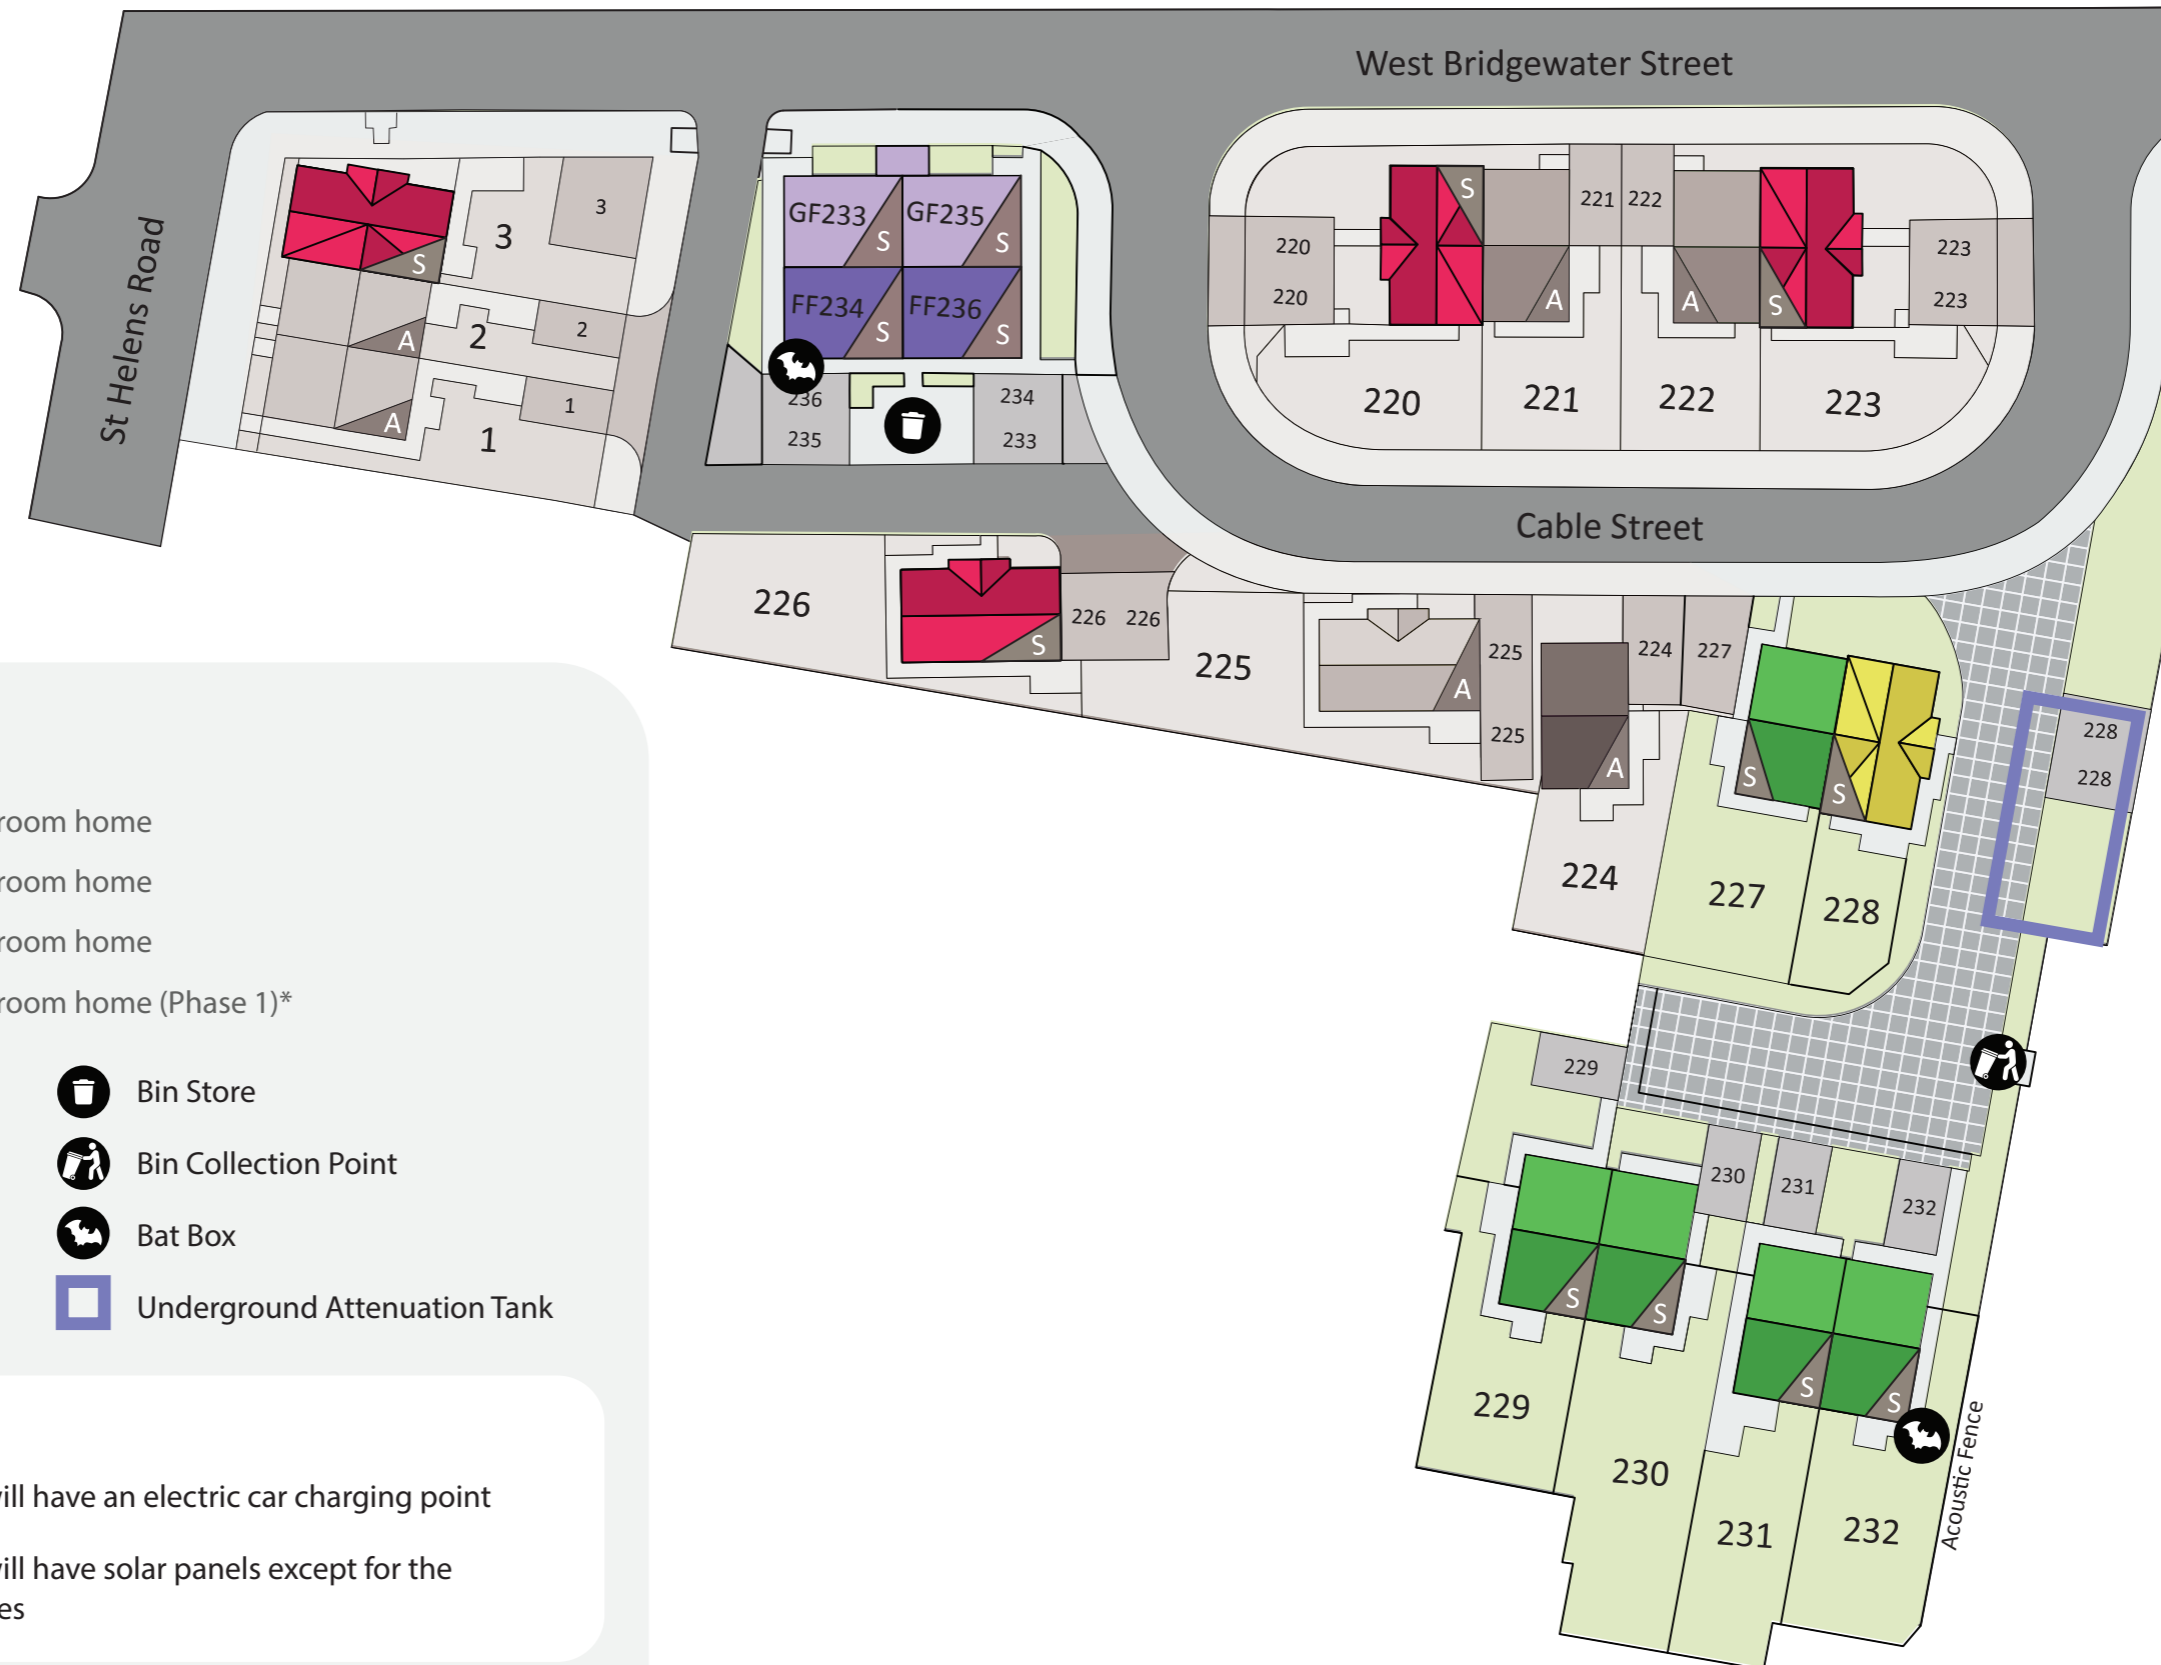 West Bridgewater Street
St Helens Road
3
3
S
2
2
A
1
1
A
GF233
S
GF235
S
FF234
S
FF236
S
236
235
234
233
220
220
S
221
222
A
A
S
223
223
220
221
222
223
Cable Street
226
S
226
226
225
A
225
225
A
224
227
224
S
S
227
228
228
228
229
230
231
232
S
S
S
S
229
230
231
232
Acoustic Fence
room home
room home
room home
room home (Phase 1)*
Bin Store
Bin Collection Point
Bat Box
Underground Attenuation Tank
will have an electric car charging point
will have solar panels except for the
es